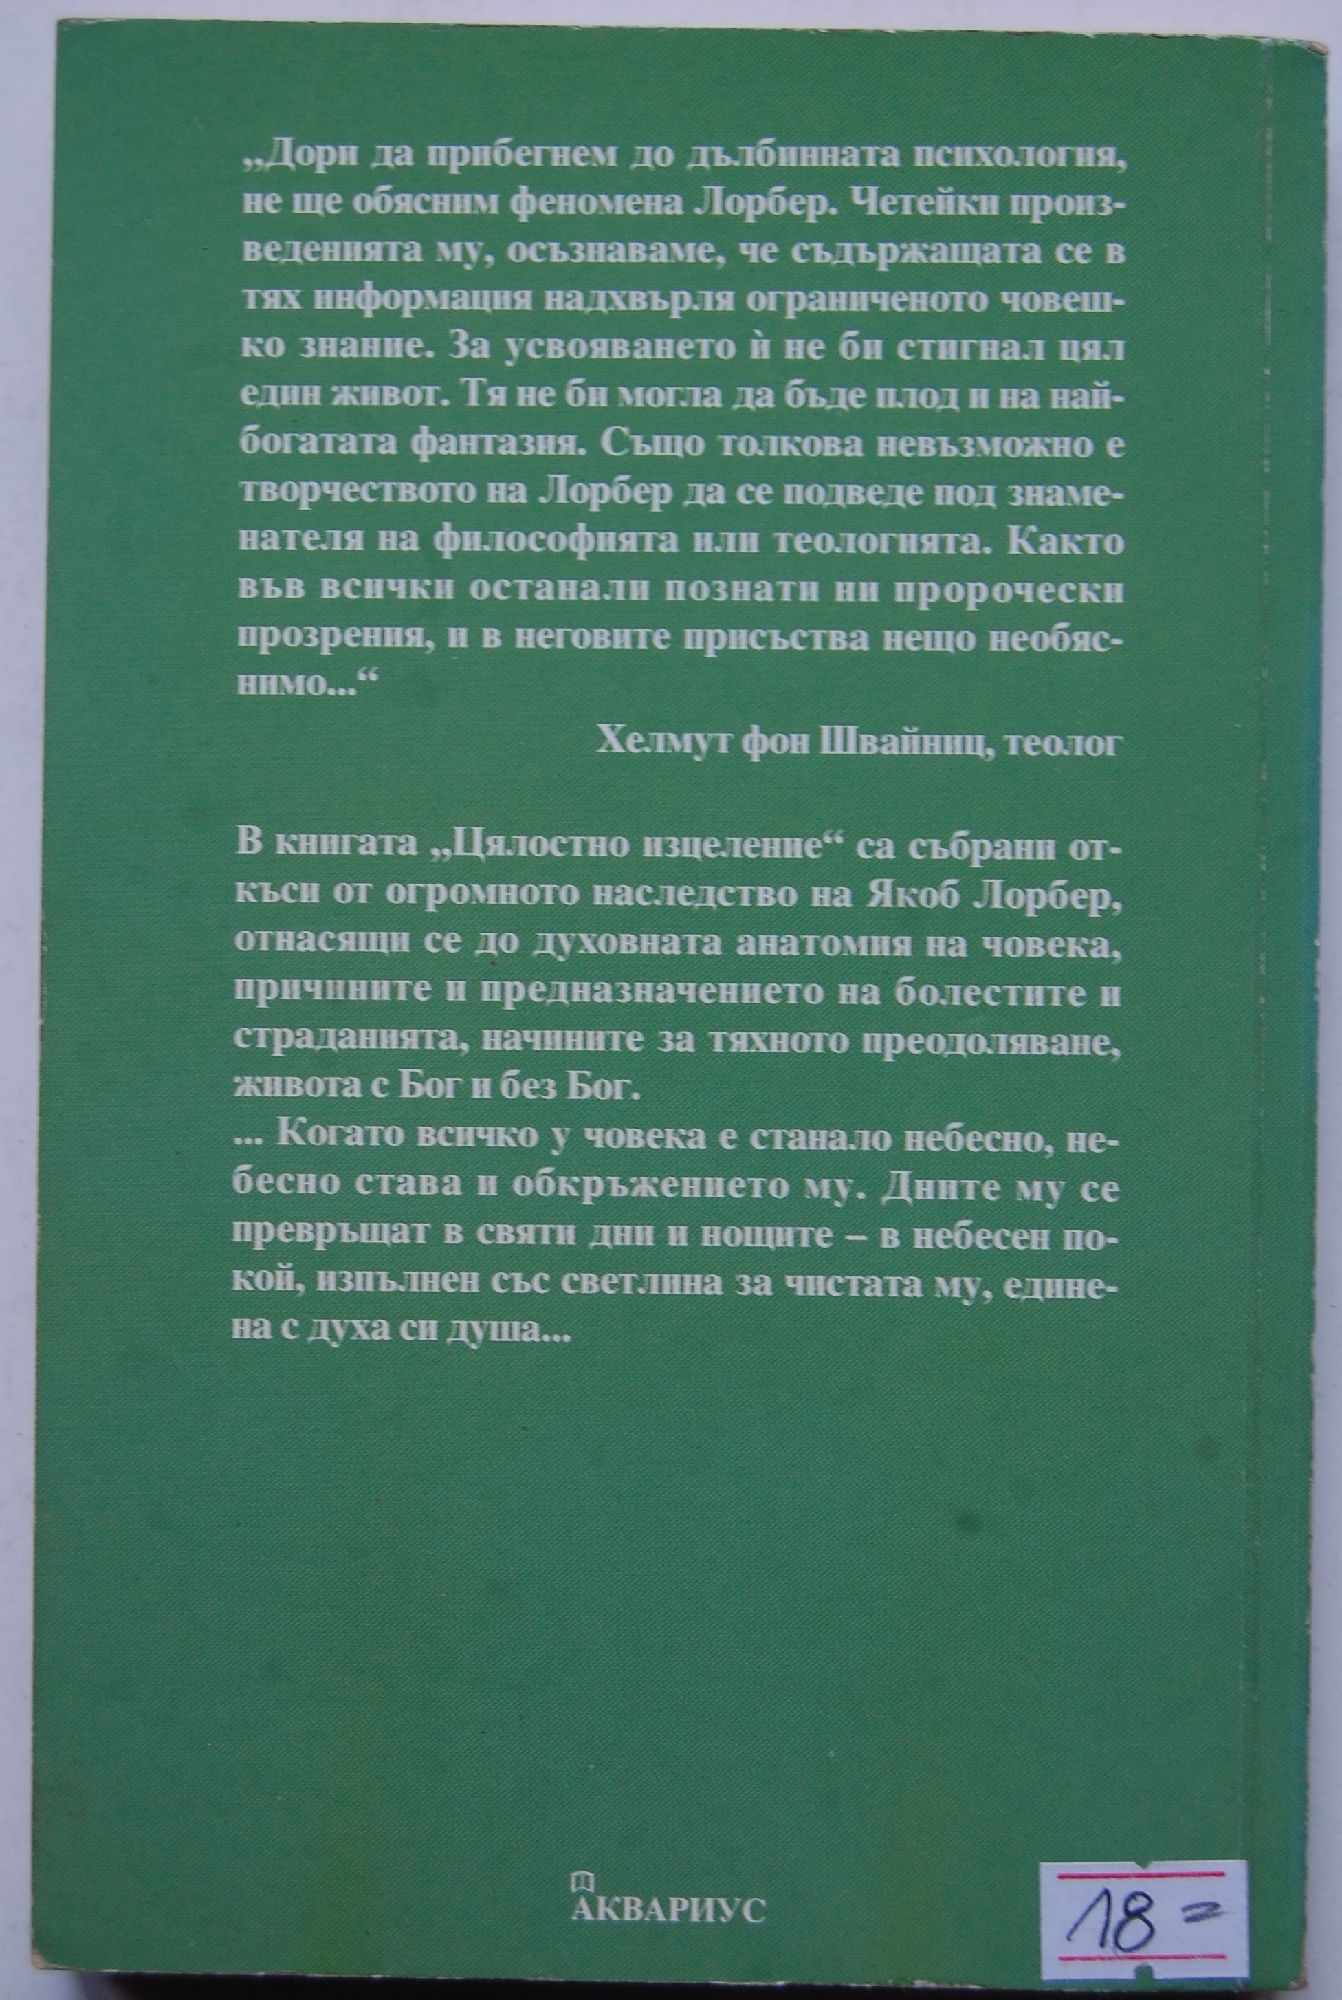 „Дори да прибегнем до дълбинната психология,
не ще обясним феномена Лорбер. Четейки произ-
веденията му, осъзнаваме, че съдържащата се в
тях информация надхвърля ограниченото човеш-
ко знание. За усвояването ѝ не би стигнал цял
един живот. Тя не би могла да бъде плод и на най-
богатата фантазия. Също толкова невъзможно е
творчеството на Лорбер да се подведе под знаме-
нателя на философията или теологията. Както
във всички останали познати ни пророчески
прозрения, и в неговите присъства нещо необяс-
нимо...“
Хелмут фон Швайниц, теолог
В книгата „Цялостно изцеление“ са събрани от-
къси от огромното наследство на Якоб Лорбер,
отнасящи се до духовната анатомия на човека,
причините и предназначението на болестите и
страданията, начините за тяхното преодоляване,
живота с Бог и без Бог.
... Когато всичко у човека е станало небесно, не-
бесно става и обкръжението му. Дните му се
превръщат в святи дни и нощите – в небесен по-
кой, изпълнен със светлина за чистата му, едине-
на с духа си душа...
АКВАРИУС
18 =